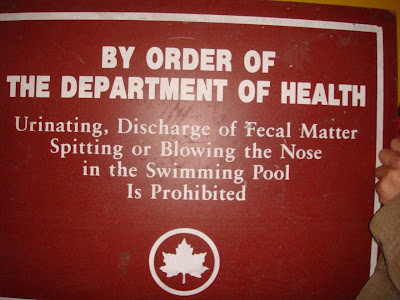 BY ORDER OF
THE DEPARTMENT OF HEALTH
Urinating, Discharge of Fecal Matter
Spitting or Blowing the Nose
in the Swimming Pool
Is Prohibited